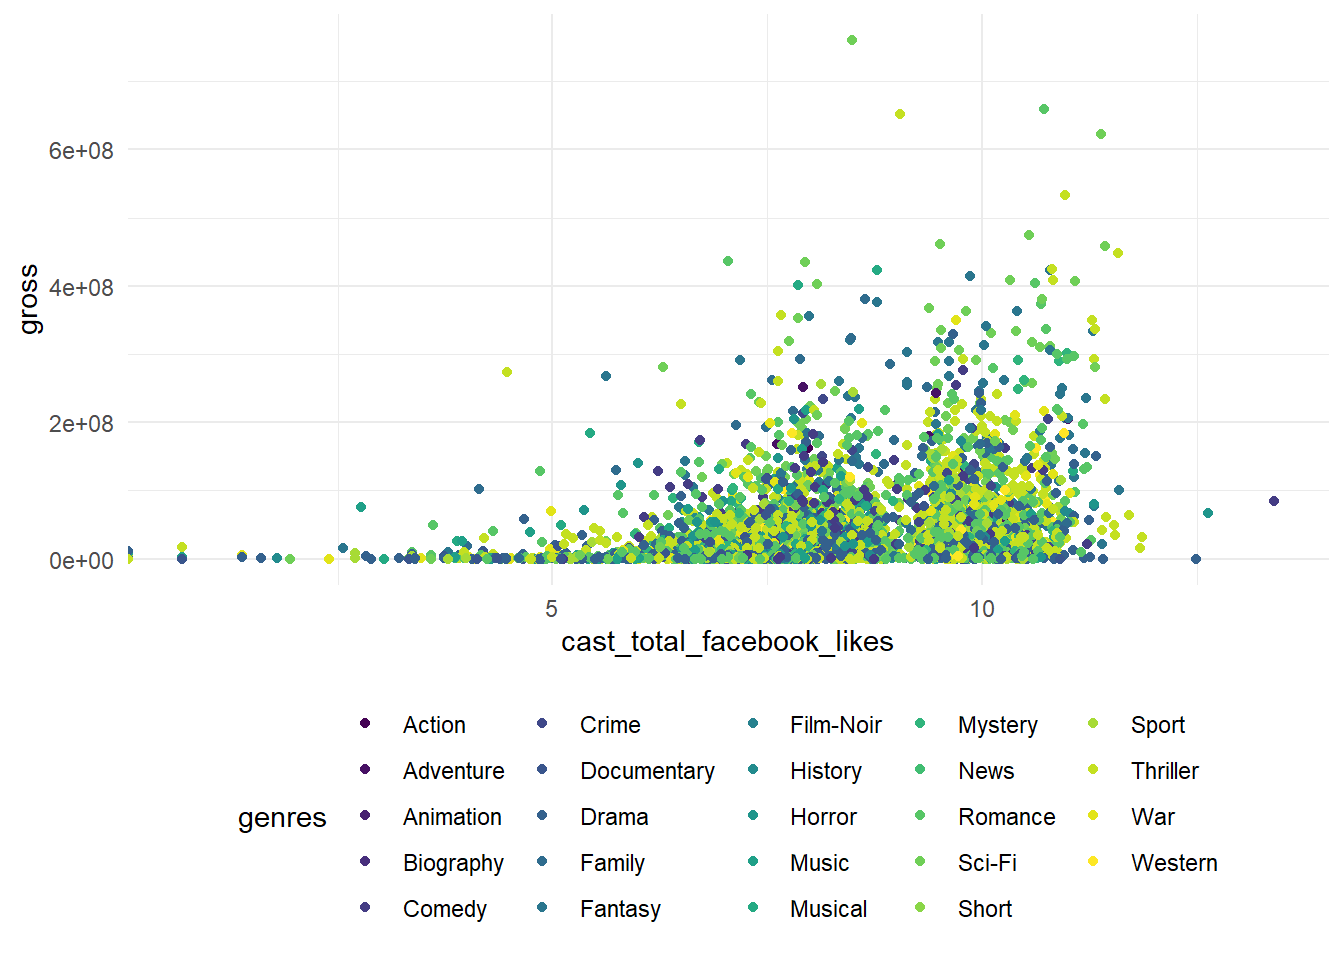 gross
6e+08
4e+08
2e+08
0e+00
5 10
cast_total_facebook_likes
genres
Action Crime Film-Noir Mystery Sport
Adventure Documentary History News Thriller
Animation Drama Horror Romance War
Biography Family Music Sci-Fi Western
Comedy Fantasy Musical Short